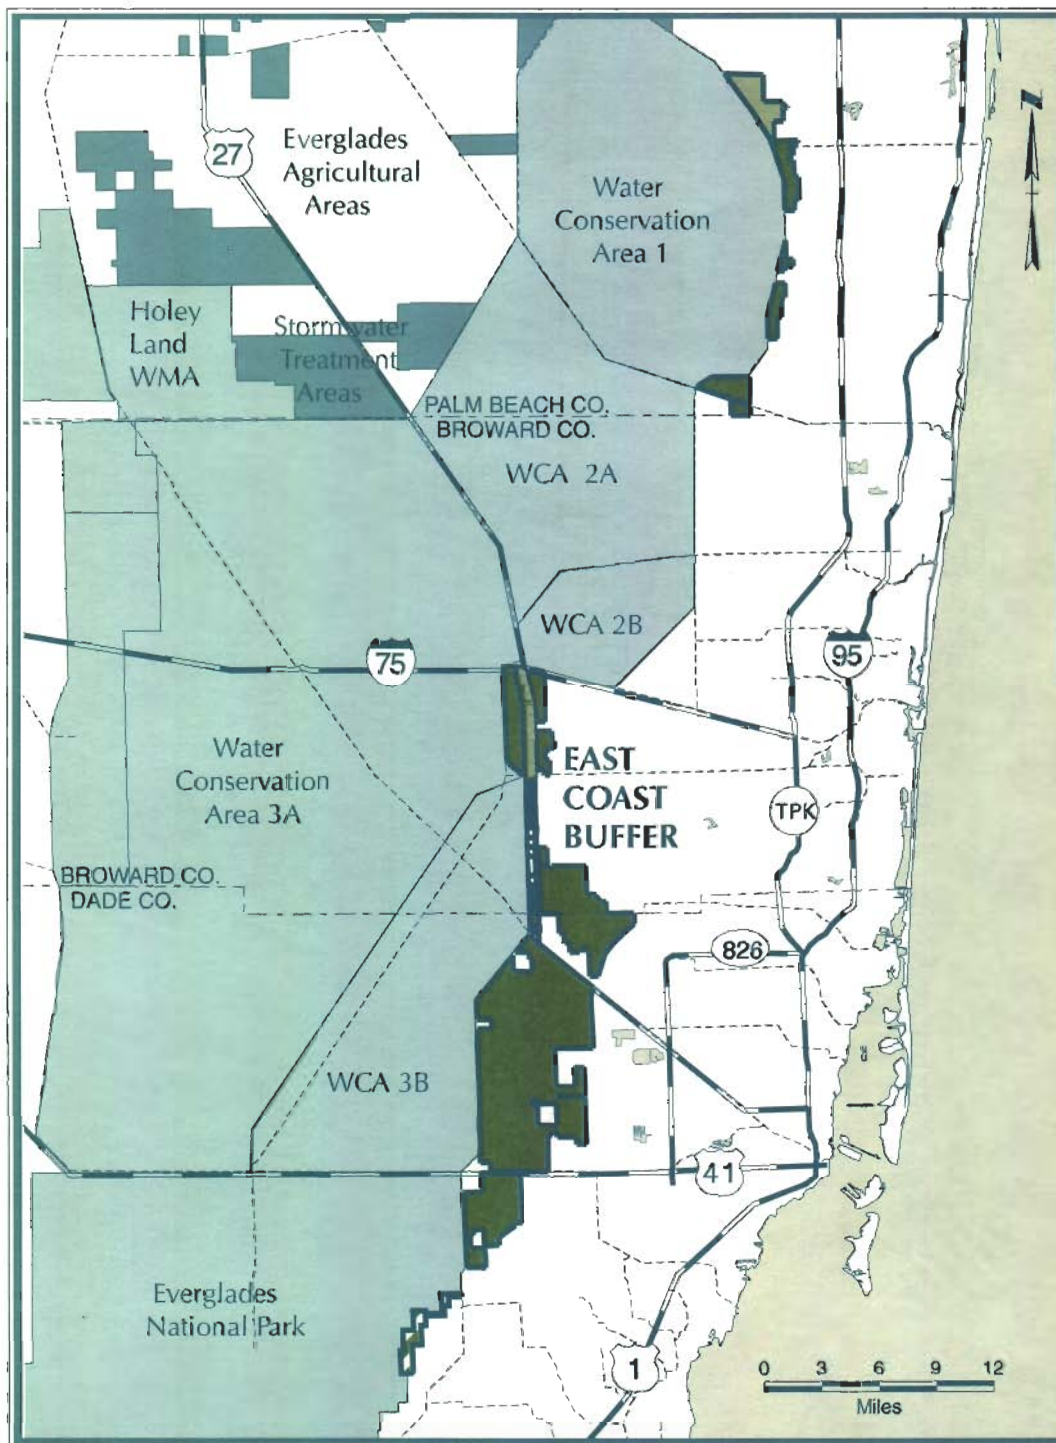 27
Everglades
Agricultural
Areas
Water
Conservation
Area 1
N
Holey
Land
WMA
Stormwater
Treatment
Areas
PALM BEACH CO.
BROWARD CO.
WCA 2A
WCA 2B
75
95
Water
Conservation
Area 3A
EAST
COAST
BUFFER
TPK
BROWARD CO.
DADE CO.
826
WCA 3B
41
Everglades
National Park
1
0 3 6 9 12
Miles